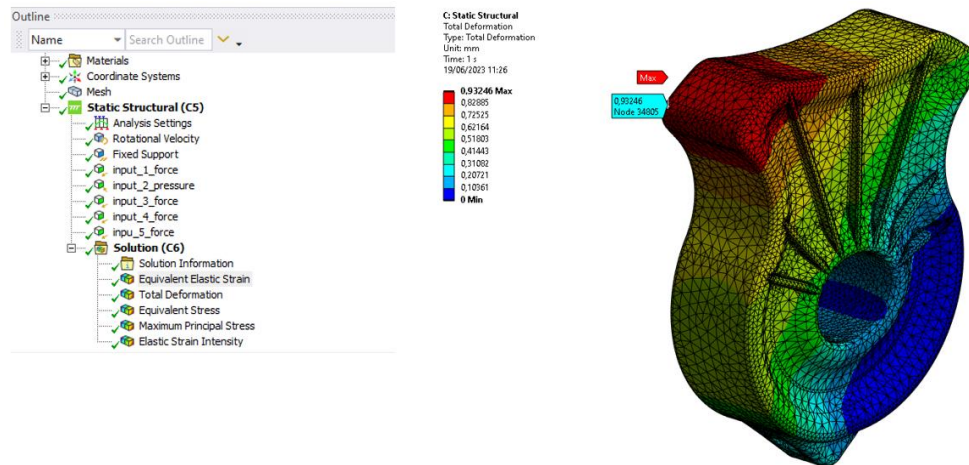 Outline
Name
Search Outline
Materials
Coordinate Systems
Mesh
Static Structural (C5)
Analysis Settings
Rotational Velocity
Fixed Support
input_1_force
input_2_pressure
input_3_force
input_4_force
inpu_5_force
Solution (C6)
Solution Information
Equivalent Elastic Strain
Total Deformation
Equivalent Stress
Maximum Principal Stress
Elastic Strain Intensity
C: Static Structural
Total Deformation
Type: Total Deformation
Unit: mm
Time: 1 s
19/06/2023 11:26
0,93246 Max
0,82885
0,72525
0,62164
0,51803
0,41443
0,31082
0,20721
0,10361
0 Min
Max
0,93246
Node 34805